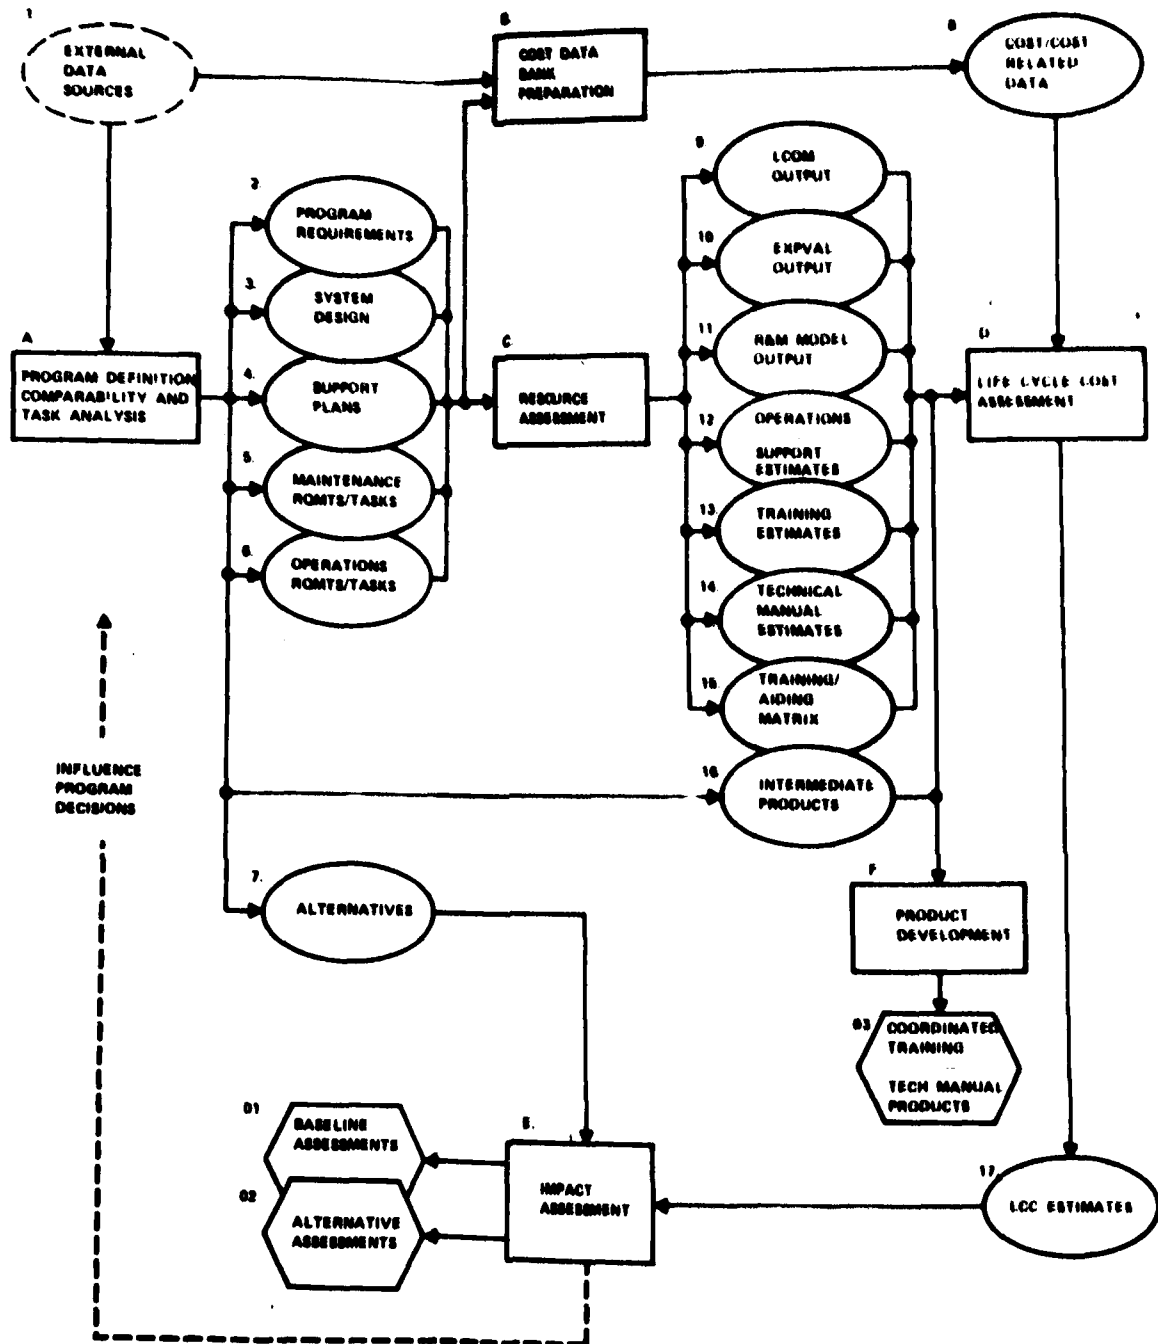 1
EXTERNAL
DATA
SOURCES
B
COST DATA
BANK
PREPARATION
8
COST/COST
RELATED
DATA
2.
PROGRAM
REQUIREMENTS
3.
SYSTEM
DESIGN
4.
SUPPORT
PLANS
5.
MAINTENANCE
RQMTS/TASKS
6.
OPERATIONS
RQMTS/TASKS
A
PROGRAM DEFINITION
COMPARABILITY AND
TASK ANALYSIS
C
RESOURCE
ASSESSMENT
9
LCOM
OUTPUT
10
EXPVAL
OUTPUT
11
R&M MODEL
OUTPUT
12
OPERATIONS
SUPPORT
ESTIMATES
13
TRAINING
ESTIMATES
14
TECHNICAL
MANUAL
ESTIMATES
15
TRAINING/
AIDING
MATRIX
16
INTERMEDIATE
PRODUCTS
D
LIFE CYCLE COST
ASSESSMENT
INFLUENCE
PROGRAM
DECISIONS
7.
ALTERNATIVES
F
PRODUCT
DEVELOPMENT
03
COORDINATED
TRAINING
TECH MANUAL
PRODUCTS
01
BASELINE
ASSESSMENTS
02
ALTERNATIVE
ASSESSMENTS
E.
IMPACT
ASSESSMENT
17.
LCC ESTIMATES